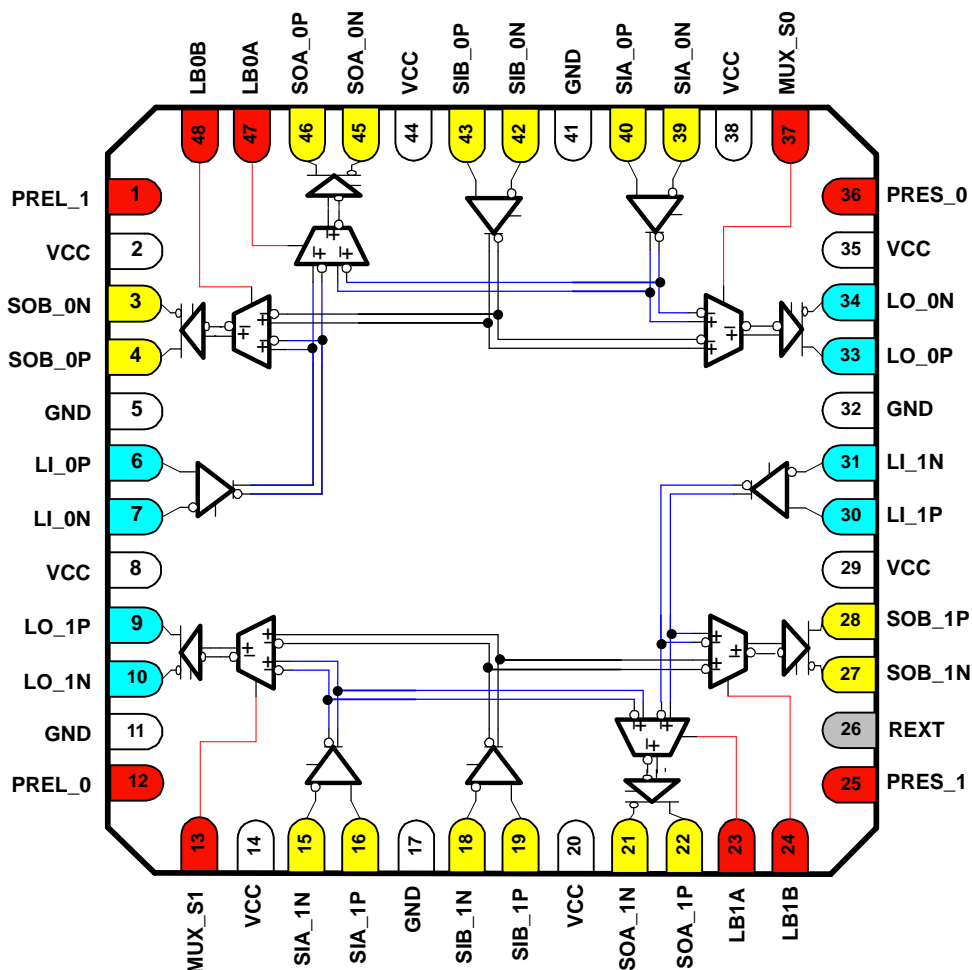 LB0B
LB0A
SOA_0P
SOA_0N
VCC
SIB_0P
SIB_0N
GND
SIA_0P
SIA_0N
VCC
MUX_S0
48
47
46
45
44
43
42
41
40
39
38
37
PREL_1 1
VCC 2
SOB_0N 3
SOB_0P 4
GND 5
LI_0P 6
LI_0N 7
VCC 8
LO_1P 9
LO_1N 10
GND 11
PREL_0 12
36 PRES_0
35 VCC
34 LO_0N
33 LO_0P
32 GND
31 LI_1N
30 LI_1P
29 VCC
28 SOB_1P
27 SOB_1N
26 REXT
25 PRES_1
13
14
15
16
17
18
19
20
21
22
23
24
MUX_S1
VCC
SIA_1N
SIA_1P
GND
SIB_1N
SIB_1P
VCC
SOA_1N
SOA_1P
LB1A
LB1B